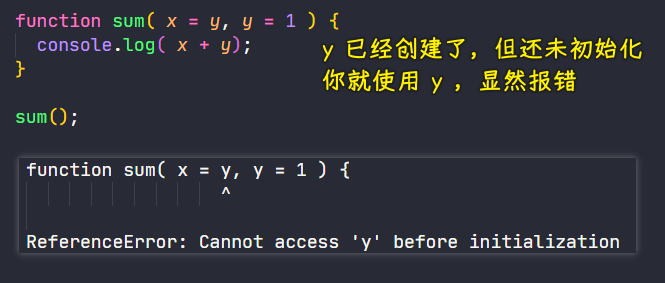 function sum( x = y, y = 1 ) {
console.log( x + y);
}
y 已经创建了，但还未初始化
你就使用 y ，显然报错
sum();
function sum( x = y, y = 1 ) {
^
ReferenceError: Cannot access 'y' before initialization